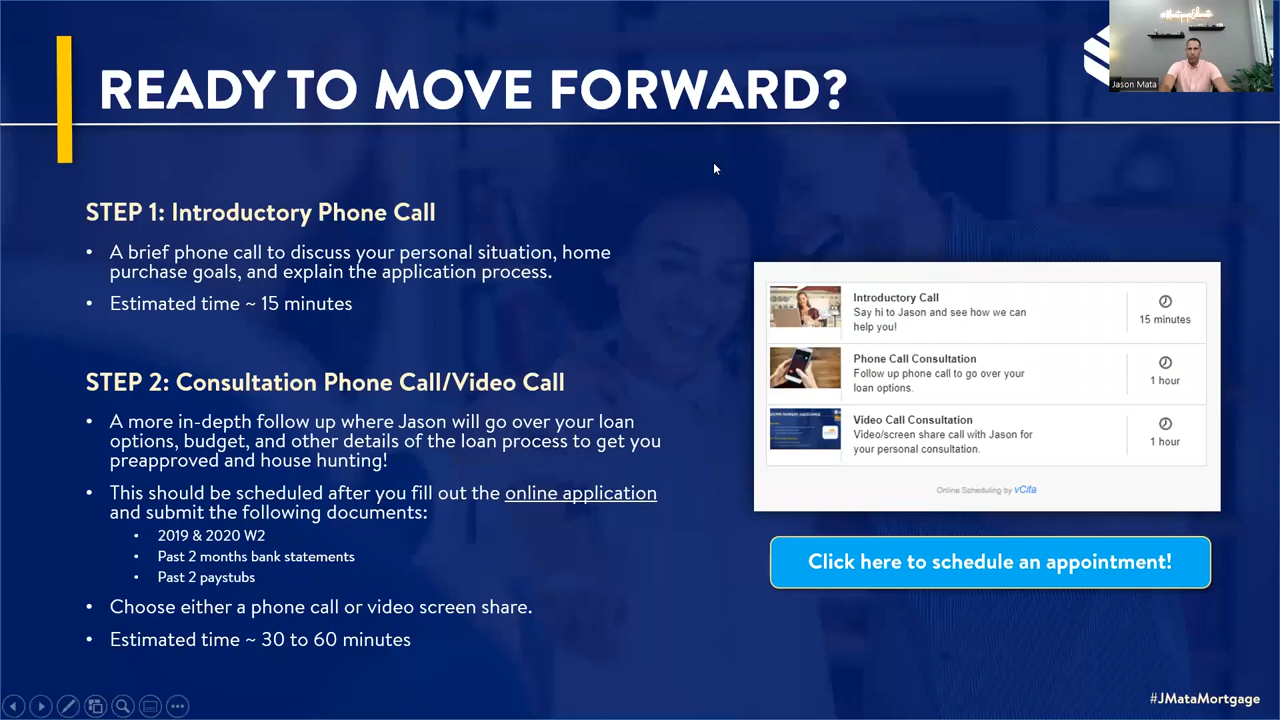 READY TO MOVE FORWARD?
Jason Mata
STEP 1: Introductory Phone Call
• A brief phone call to discuss your personal situation, home
purchase goals, and explain the application process.
• Estimated time ~ 15 minutes
STEP 2: Consultation Phone Call/Video Call
• A more in-depth follow up where Jason will go over your loan
options, budget, and other details of the loan process to get you
preapproved and house hunting!
• This should be scheduled after you fill out the online application
and submit the following documents:
• 2019 & 2020 W2
• Past 2 months bank statements
• Past 2 paystubs
• Choose either a phone call or video screen share.
• Estimated time ~ 30 to 60 minutes
Introductory Call
Say hi to Jason and see how we can
help you!
15 minutes
Phone Call Consultation
Follow up phone call to go over your
loan options.
1 hour
Video Call Consultation
Video/screen share call with Jason for
your personal consultation.
1 hour
Online Scheduling by vCita
Click here to schedule an appointment!
#JMataMortgage